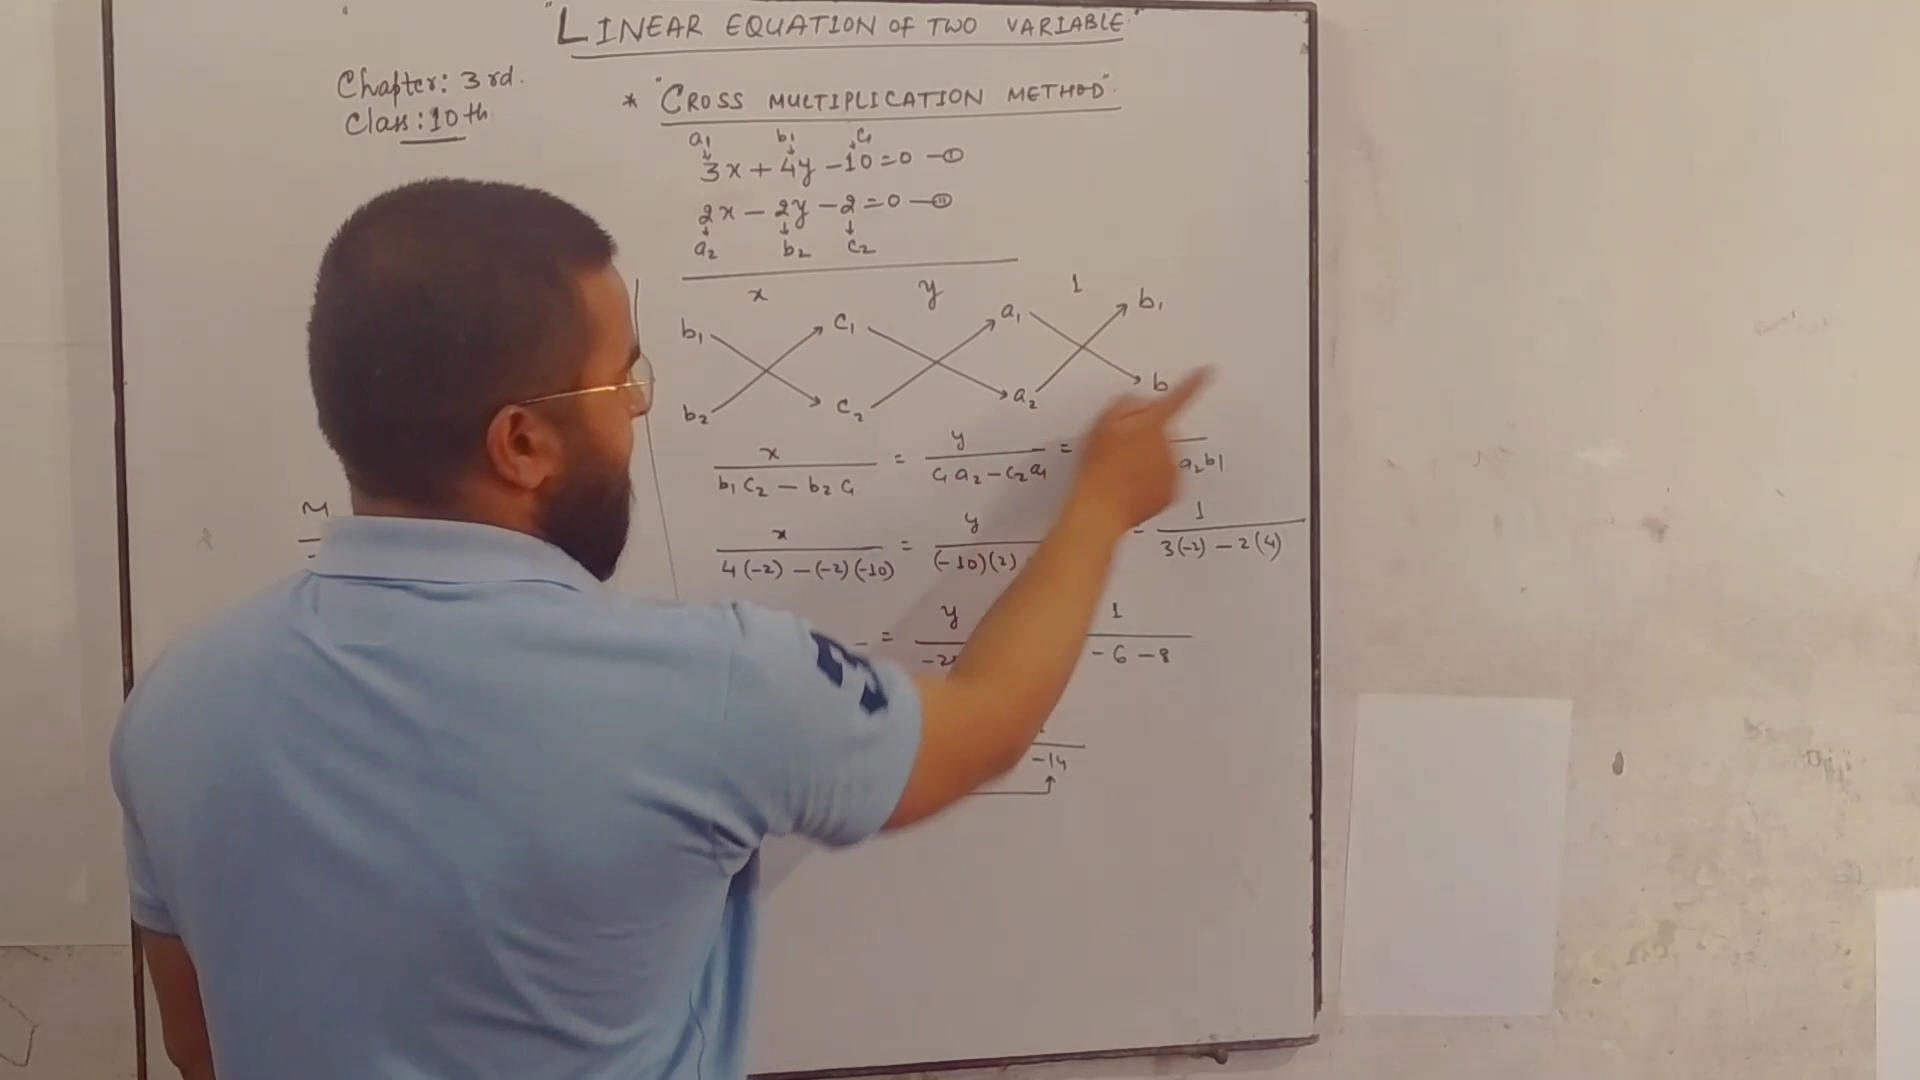 "LINEAR EQUATION OF TWO VARIABLE"
Chapter: 3rd.
Class: 10th
* "CROSS MULTIPLICATION METHOD"
a₁ b₁ c₁
3x + 4y - 10 = 0 - ①
2x - 2y - 2 = 0 - ②
a₂ b₂ c₂
x y 1
b₁ c₁ a₁ b₁
b₂ c₂ a₂ b
x / b₁c₂ - b₂c₁ = y / c₁a₂ - c₂a₁ = a₂b₁
x / 4(-2) - (-2)(-10) = y / (-10)(2) = 1 / 3(-2) - 2(4)
= y / -2 1 / -6 - 8
-14